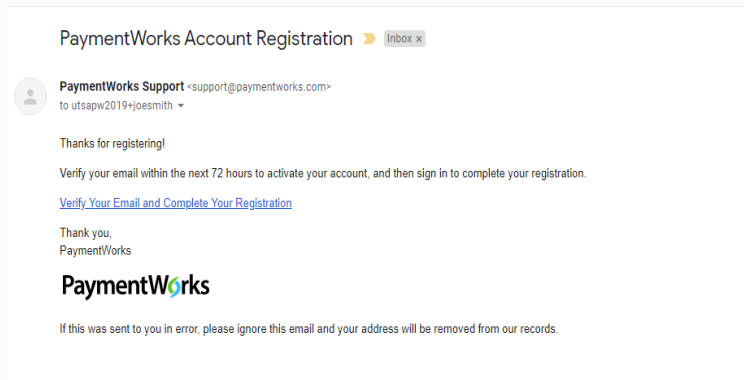 PaymentWorks Account Registration Inbox x
PaymentWorks Support <support@paymentworks.com>
to utsapw2019+joesmith
Thanks for registering!
Verify your email within the next 72 hours to activate your account, and then sign in to complete your registration.
Verify Your Email and Complete Your Registration
Thank you,
PaymentWorks
PaymentWorks
If this was sent to you in error, please ignore this email and your address will be removed from our records.